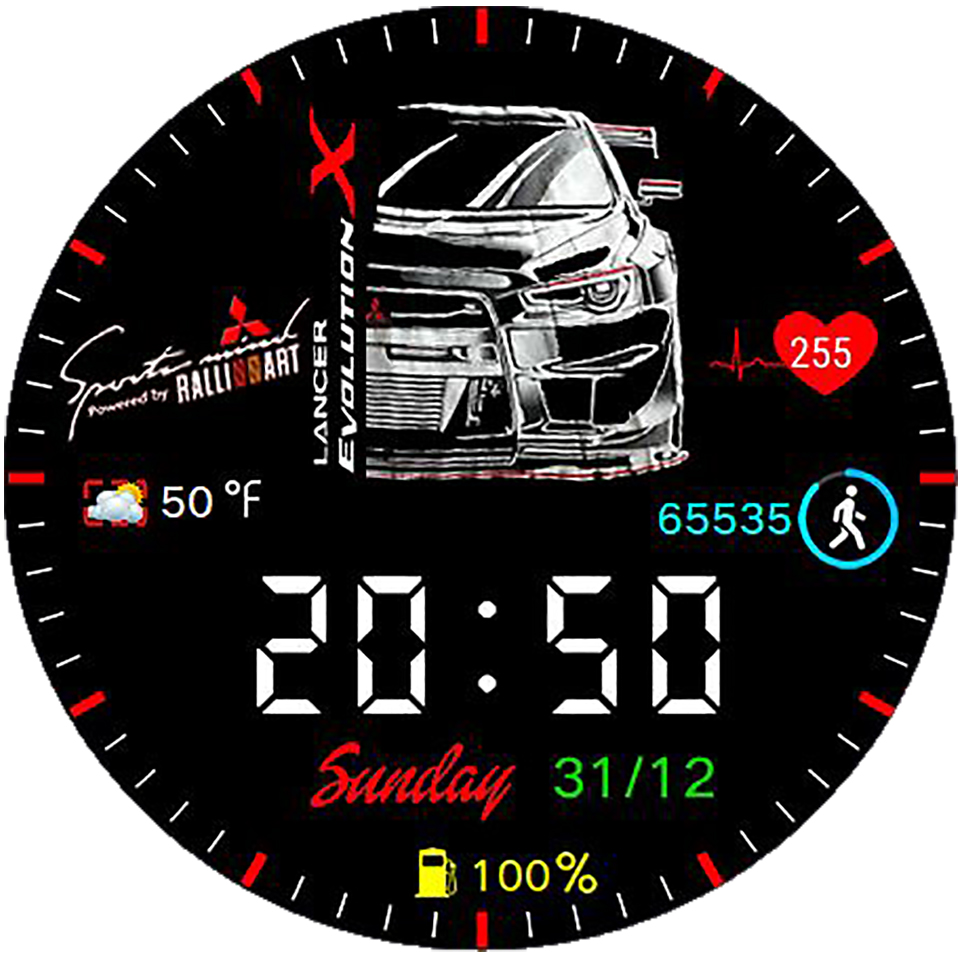 LANCER
EVOLUTION X
Sports mind
Powered by RALLIART
255
50 °F
65535
20:50
Sunday 31/12
100%